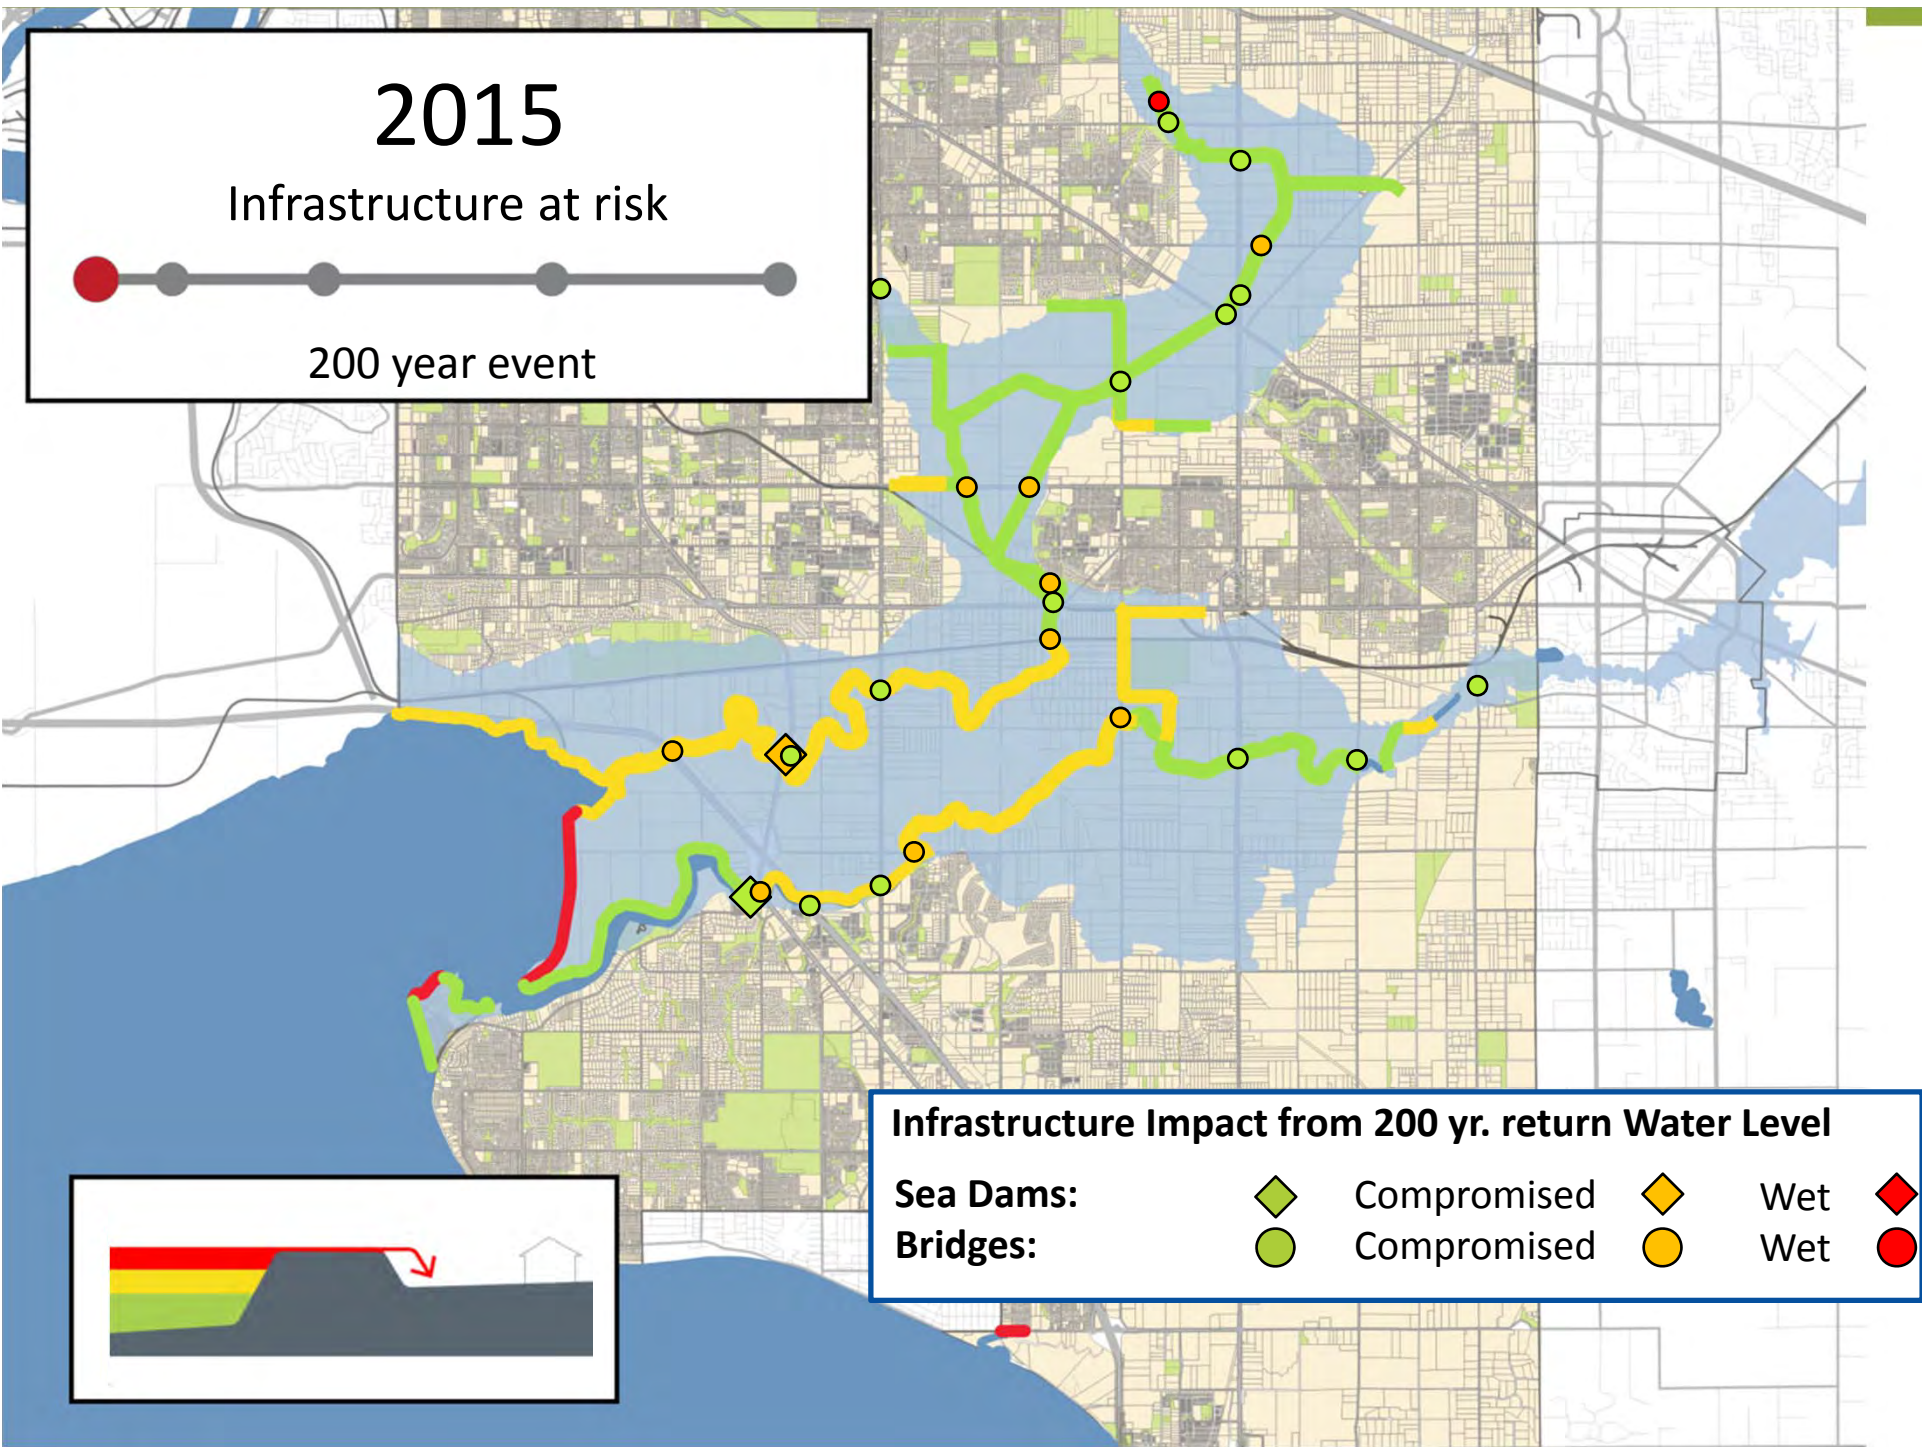 2015
Infrastructure at risk
200 year event
Infrastructure Impact from 200 yr. return Water Level
Sea Dams: Compromised Wet
Bridges: Compromised Wet